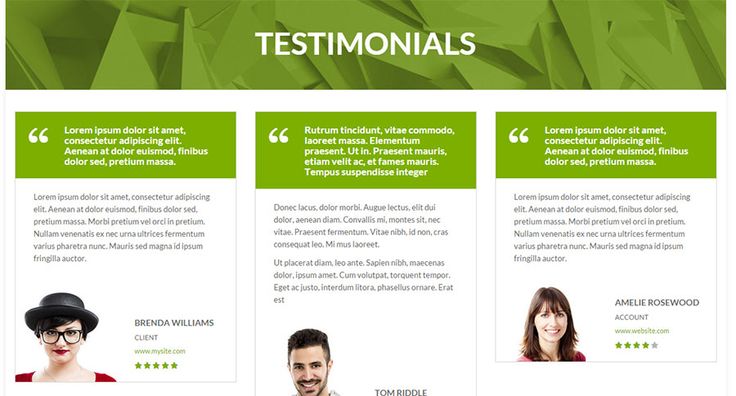 TESTIMONIALS
Lorem ipsum dolor sit amet,
consectetur adipiscing elit.
Aenean at dolor euismod, finibus
dolor sed, pretium massa.
Lorem ipsum dolor sit amet, consectetur adipiscing
elit. Aenean at dolor euismod, finibus dolor sed,
pretium massa. Morbi mollis vel orci in pretium.
Nullam venenatis ex nec urna ultrices fermentum
varius pharetra nunc. Mauris sed magna id ipsum
fringilla auctor.
BRENDA WILLIAMS
CLIENT
www.mysite.com
Rutrum tincidunt, vitae commodo,
laoreet massa. Elementum
praesent. Ut in. Praesent mauris,
etiam velit ac, et fames mauris.
Tempus suspendisse integer
Donec lacus, dolor morbi. Augue lectus, elit dui
dolor, aenean diam. Convallis mi, montes sit, nec
vitae. Praesent fermentum. Vitae nibh, id non, cras
consequat leo. Mi mus laoreet.
Ut placerat diam, leo ante. Sapien nibh, maecenas
dolor, ipsum amet. Cum volutpat, torquent tempor.
Eget ac justo, interdum litora, phasellus ornare. Erat
est
TOM RIDDLE
Lorem ipsum dolor sit amet,
consectetur adipiscing elit.
Aenean at dolor euismod, finibus
dolor sed, pretium massa.
Lorem ipsum dolor sit amet, consectetur adipiscing
elit. Aenean at dolor euismod, finibus dolor sed,
pretium massa. Morbi mollis vel orci in pretium.
Nullam venenatis ex nec urna ultrices fermentum
varius pharetra nunc. Mauris sed magna id ipsum
fringilla auctor.
AMELIE ROSEWOOD
ACCOUNT
www.website.com